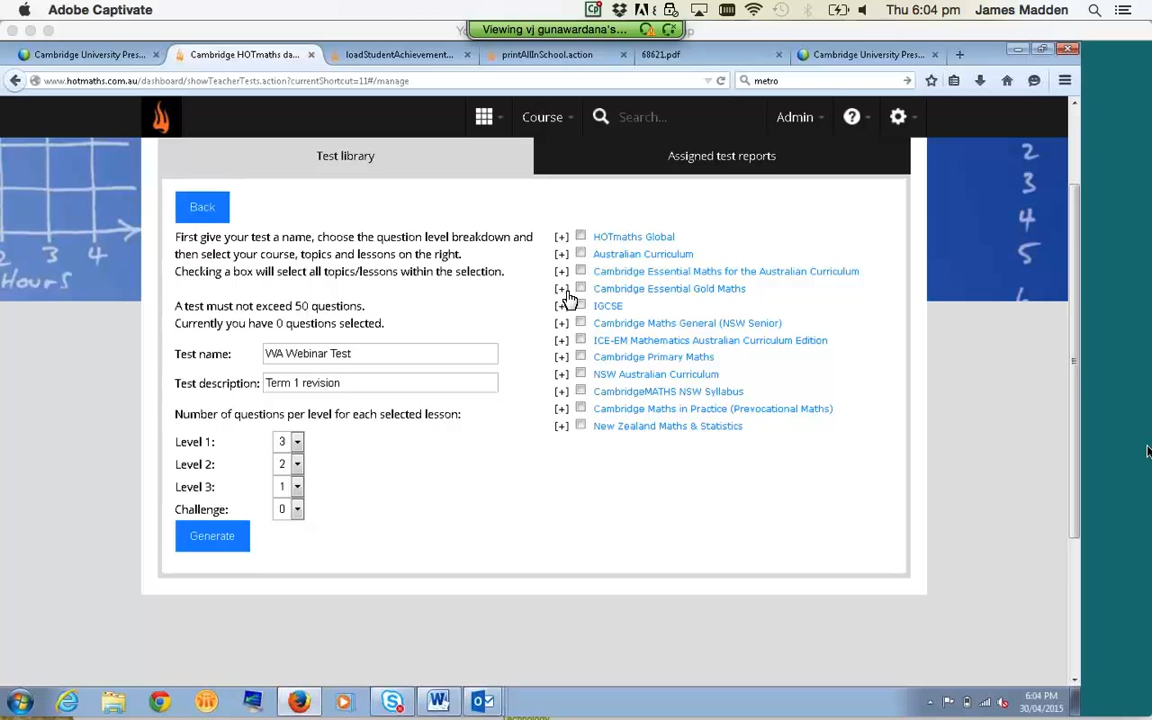 Adobe Captivate
Thu 6:04 pm James Madden
Viewing vj gunawardana's...
Cambridge University Pres...
Cambridge HOTmaths da...
loadStudentAchievement...
printAllInSchool.action
68621.pdf
Cambridge University Pres...
www.hotmaths.com.au/dashboard/showTeacherTests.action?currentShortcut=11#/manage
metro
Course
Search...
Admin
Test library
Assigned test reports
2
3
4
5
2 3 4
Hours
Back
First give your test a name, choose the question level breakdown and
then select your course, topics and lessons on the right.
Checking a box will select all topics/lessons within the selection.
A test must not exceed 50 questions.
Currently you have 0 questions selected.
Test name: WA Webinar Test
Test description: Term 1 revision
Number of questions per level for each selected lesson:
Level 1: 3
Level 2: 2
Level 3: 1
Challenge: 0
Generate
[+] HOTmaths Global
[+] Australian Curriculum
[+] Cambridge Essential Maths for the Australian Curriculum
[+] Cambridge Essential Gold Maths
[+] IGCSE
[+] Cambridge Maths General (NSW Senior)
[+] ICE-EM Mathematics Australian Curriculum Edition
[+] Cambridge Primary Maths
[+] NSW Australian Curriculum
[+] CambridgeMATHS NSW Syllabus
[+] Cambridge Maths in Practice (Prevocational Maths)
[+] New Zealand Maths & Statistics
6:04 PM
30/04/2015